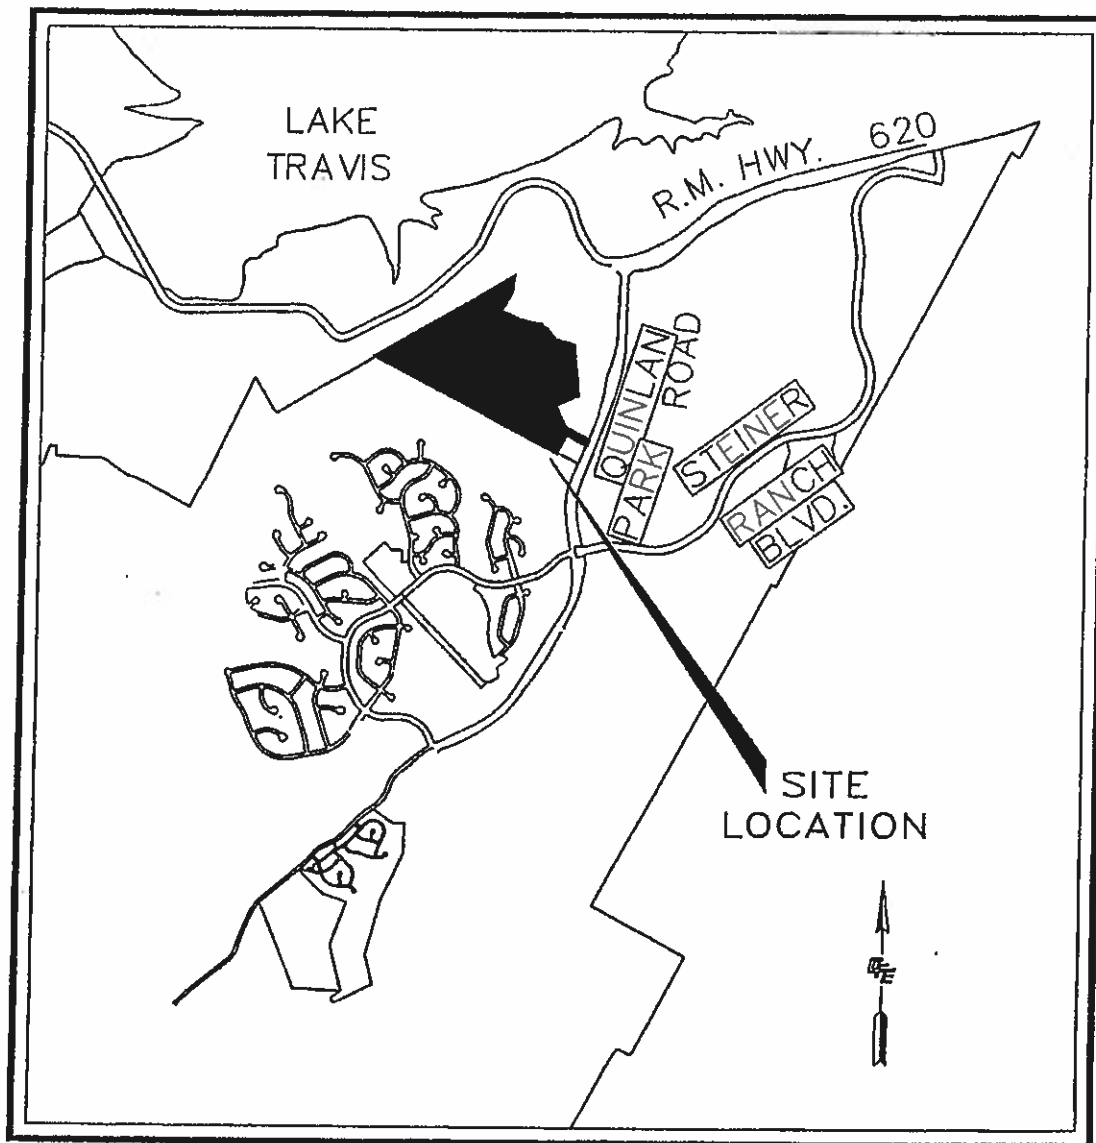 LAKE
TRAVIS
R.M. HWY. 620
QUINLAN
PARK ROAD
STEINER
RANCH
BLVD.
SITE
LOCATION